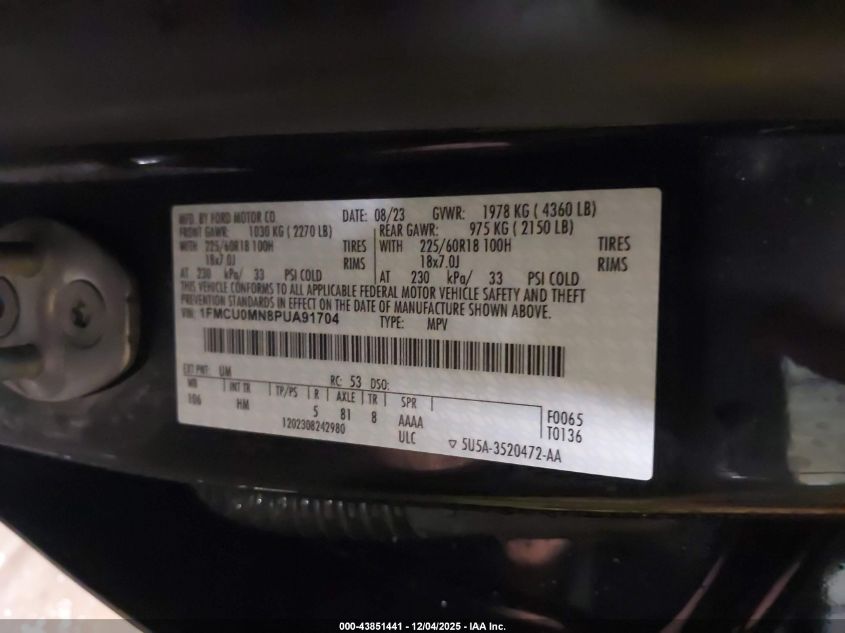 MFD. BY FORD MOTOR CO. DATE: 08/23 GVWR: 1978 KG ( 4360 LB)
FRONT GAWR: 1030 KG ( 2270 LB) REAR GAWR: 975 KG ( 2150 LB)
WITH 225/60R18 100H TIRES WITH 225/60R18 100H TIRES
18x7.0J RIMS 18x7.0J RIMS
AT 230 kPa/ 33 PSI COLD AT 230 kPa/ 33 PSI COLD
THIS VEHICLE CONFORMS TO ALL APPLICABLE FEDERAL MOTOR VEHICLE SAFETY AND THEFT
PREVENTION STANDARDS IN EFFECT ON THE DATE OF MANUFACTURE SHOWN ABOVE.
VIN: 1FMCU0MN8PUA91704 TYPE: MPV
EXT PNT: UM RC: 53 DSO:
WB INT TR TP/PS R AXLE TR SPR
106 HM 5 81 8 AAAA F0065
1202308242980 ULC T0136
▽ 5U5A-3520472-AA
000-43851441 - 12/04/2025 - IAA Inc.